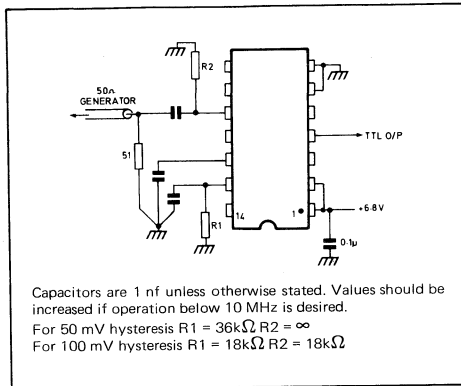 R2
50Ω
GENERATOR
51
TTL O/P
R1
14
1
+6·8V
0·1µ
Capacitors are 1 nf unless otherwise stated. Values should be
increased if operation below 10 MHz is desired.
For 50 mV hysteresis R1 = 36kΩ R2 = ∞
For 100 mV hysteresis R1 = 18kΩ R2 = 18kΩ